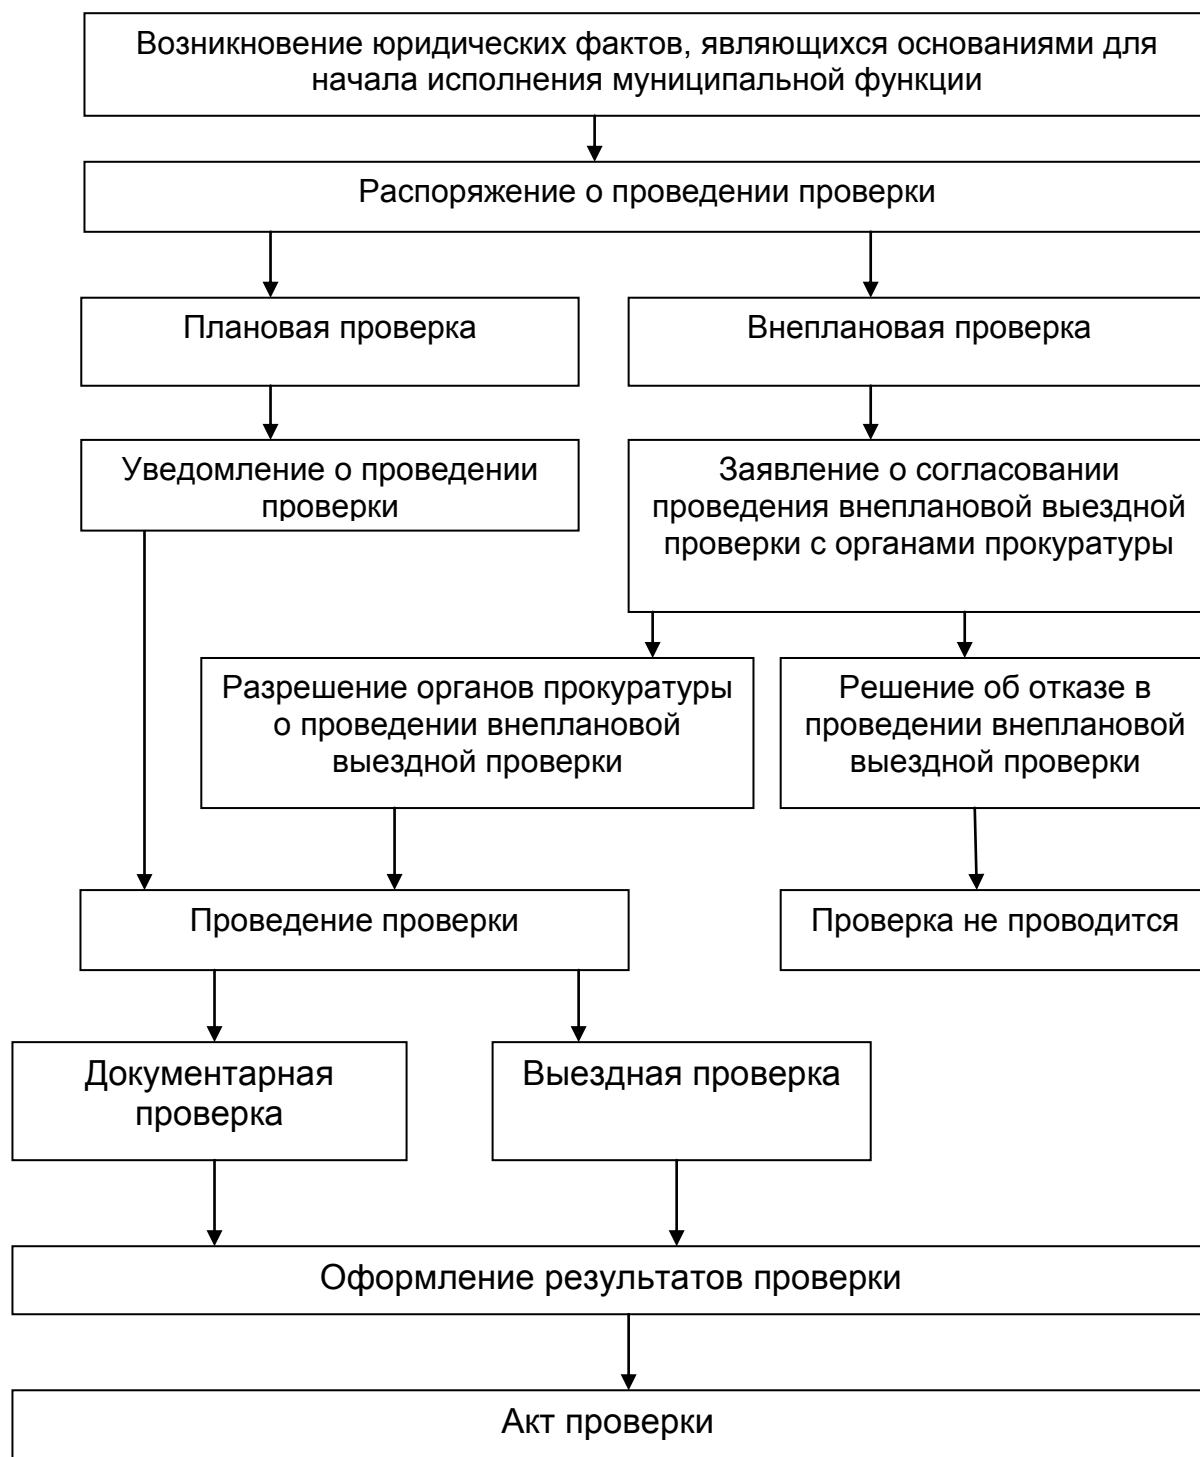 Возникновение юридических фактов, являющихся основаниями для
начала исполнения муниципальной функции
Распоряжение о проведении проверки
Плановая проверка
Внеплановая проверка
Уведомление о проведении
проверки
Заявление о согласовании
проведения внеплановой выездной
проверки с органами прокуратуры
Разрешение органов прокуратуры
о проведении внеплановой
выездной проверки
Решение об отказе в
проведении внеплановой
выездной проверки
Проведение проверки
Проверка не проводится
Документарная
проверка
Выездная проверка
Оформление результатов проверки
Акт проверки